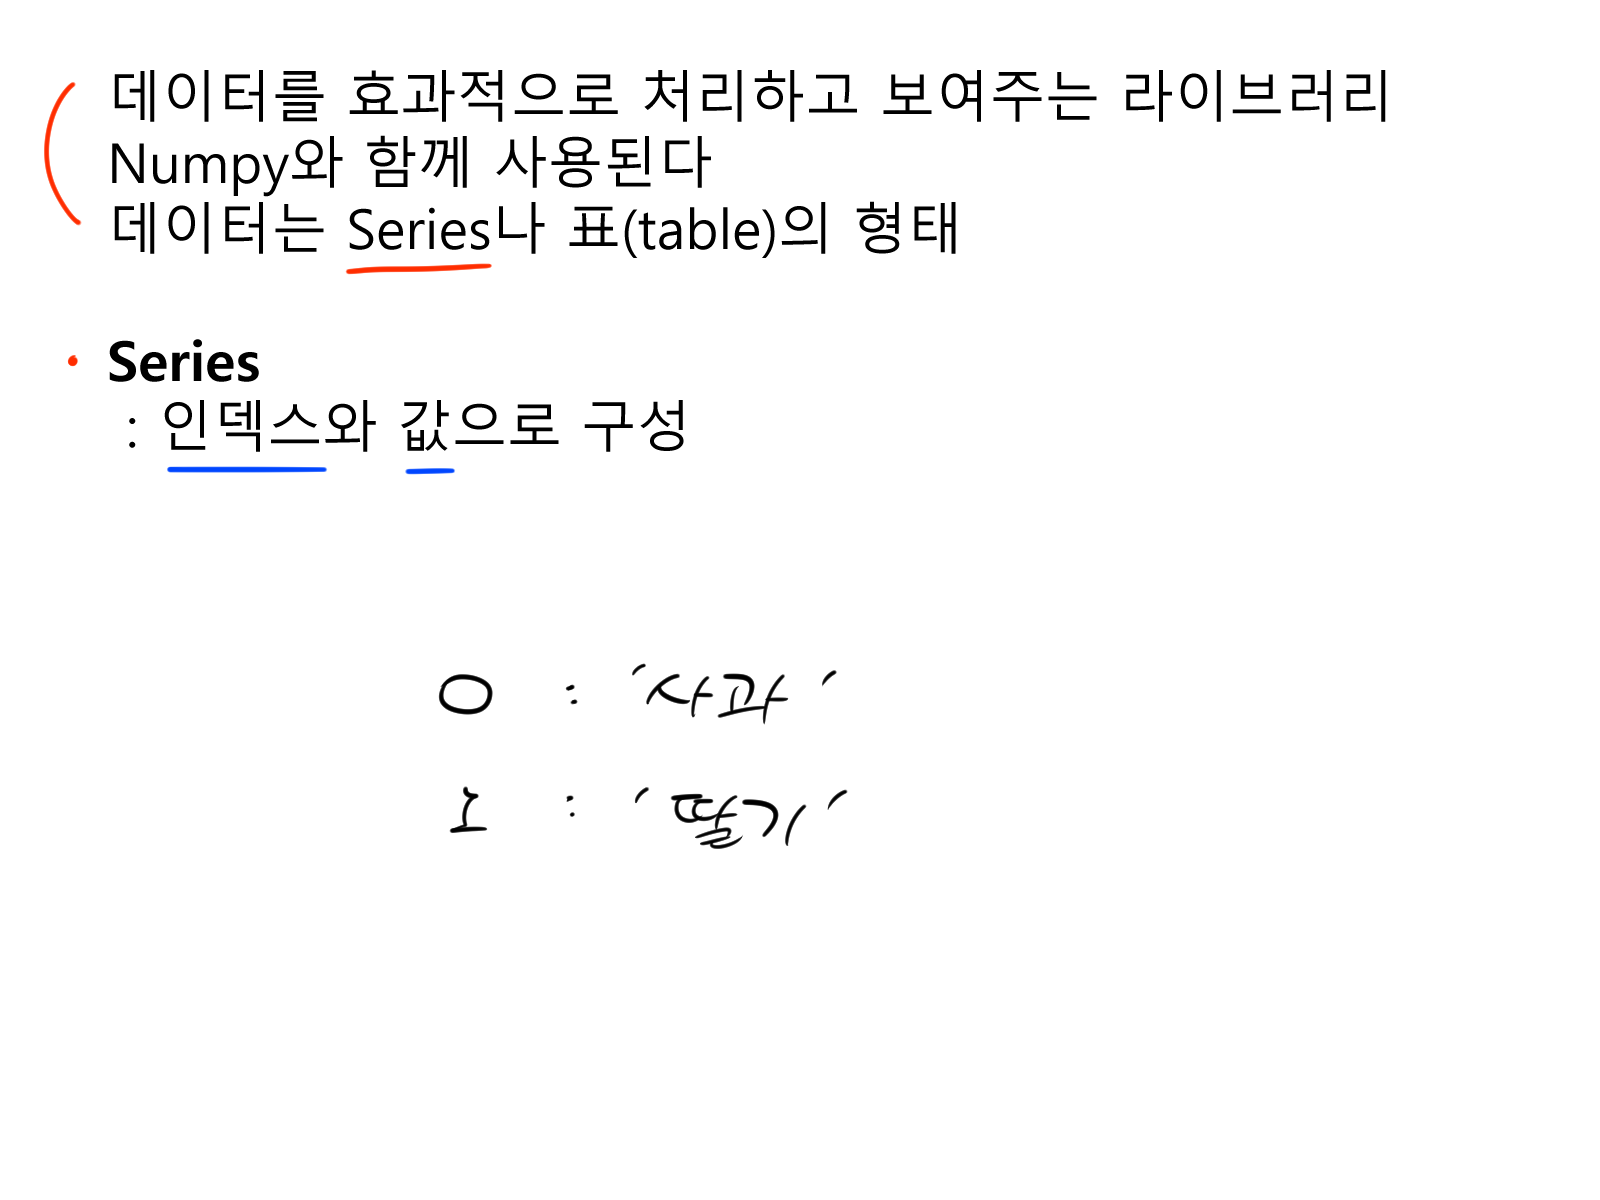 데이터를 효과적으로 처리하고 보여주는 라이브러리
Numpy와 함께 사용된다
데이터는 Series나 표(table)의 형태
• Series
: 인덱스와 값으로 구성
0 : '사과'
1 : '딸기'